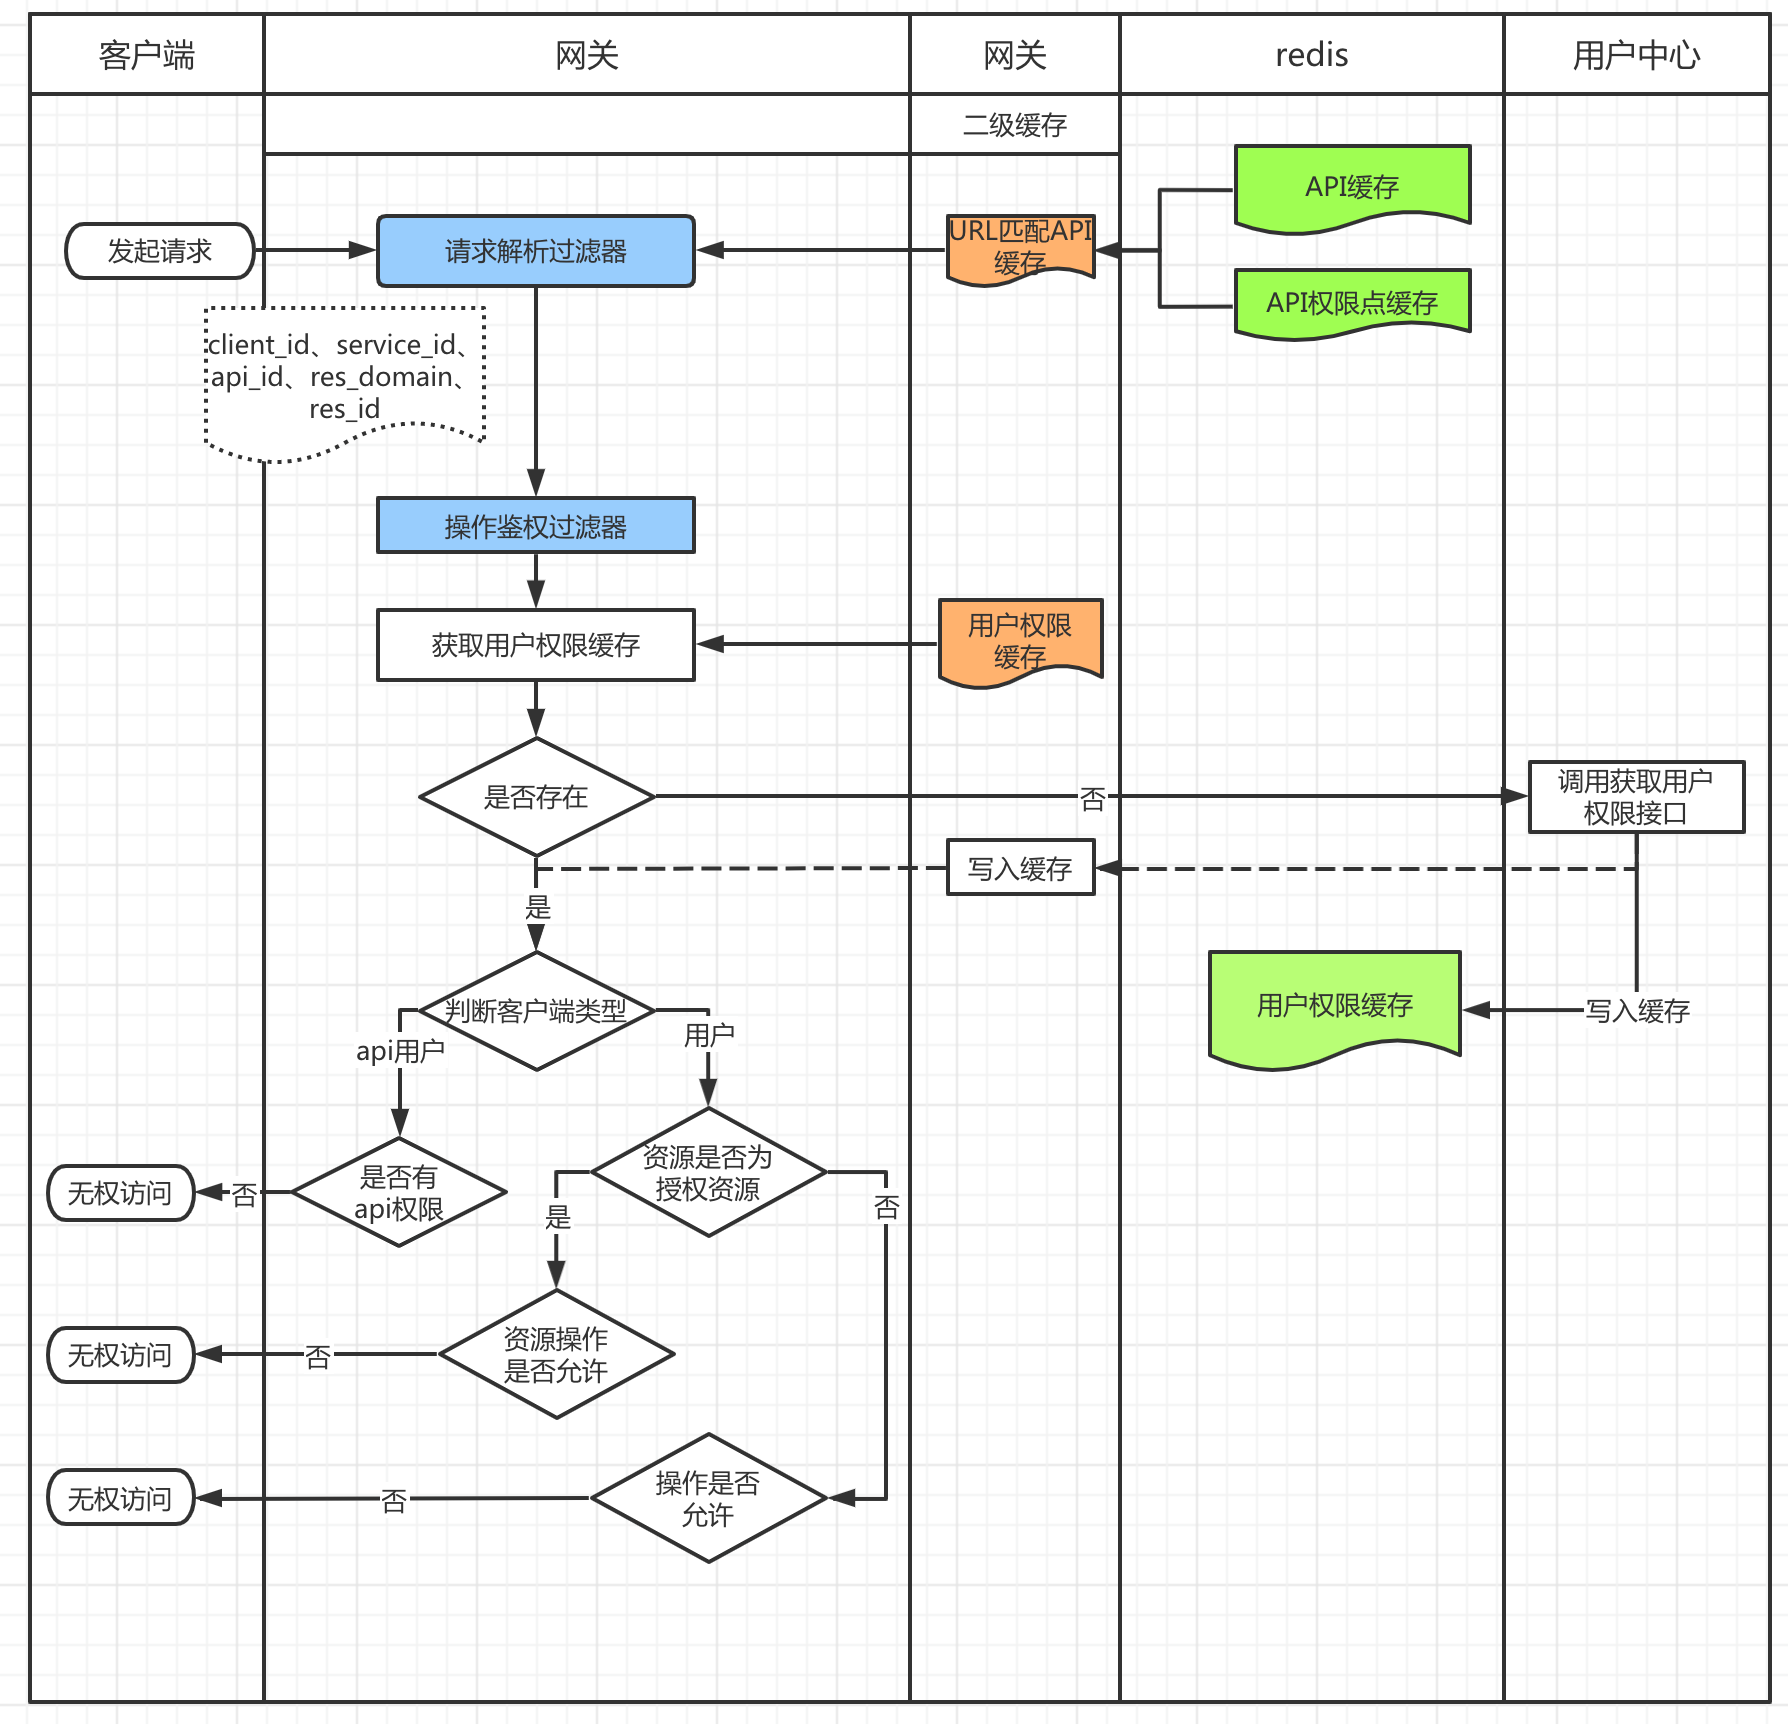 客户端
网关
网关
redis
用户中心
二级缓存
API缓存
发起请求
请求解析过滤器
URL匹配API
缓存
API权限点缓存
client_id、service_id、
api_id、res_domain、
res_id
操作鉴权过滤器
获取用户权限缓存
用户权限
缓存
是否存在
否
调用获取用户
权限接口
写入缓存
是
判断客户端类型
用户权限缓存
写入缓存
api用户
用户
资源是否为
授权资源
无权访问
否
是否有
api权限
是
否
无权访问
否
资源操作
是否允许
无权访问
否
操作是否
允许